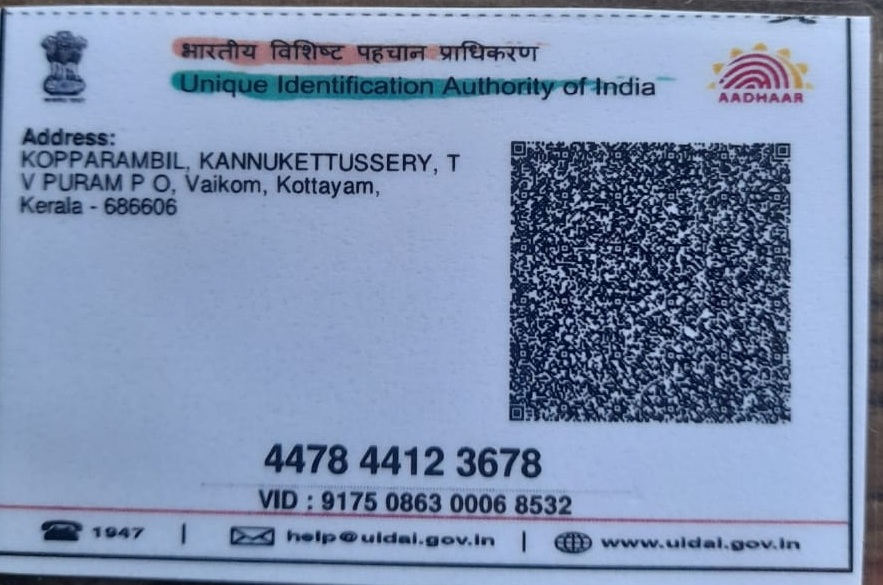 भारतीय विशिष्ट पहचान प्राधिकरण
Unique Identification Authority of India
AADHAAR
Address:
KOPPARAMBIL, KANNUKETTUSSERY, T
V PURAM P O, Vaikom, Kottayam,
Kerala - 686606
4478 4412 3678
VID : 9175 0863 0006 8532
1947 | help@uidai.gov.in | www.uidai.gov.in